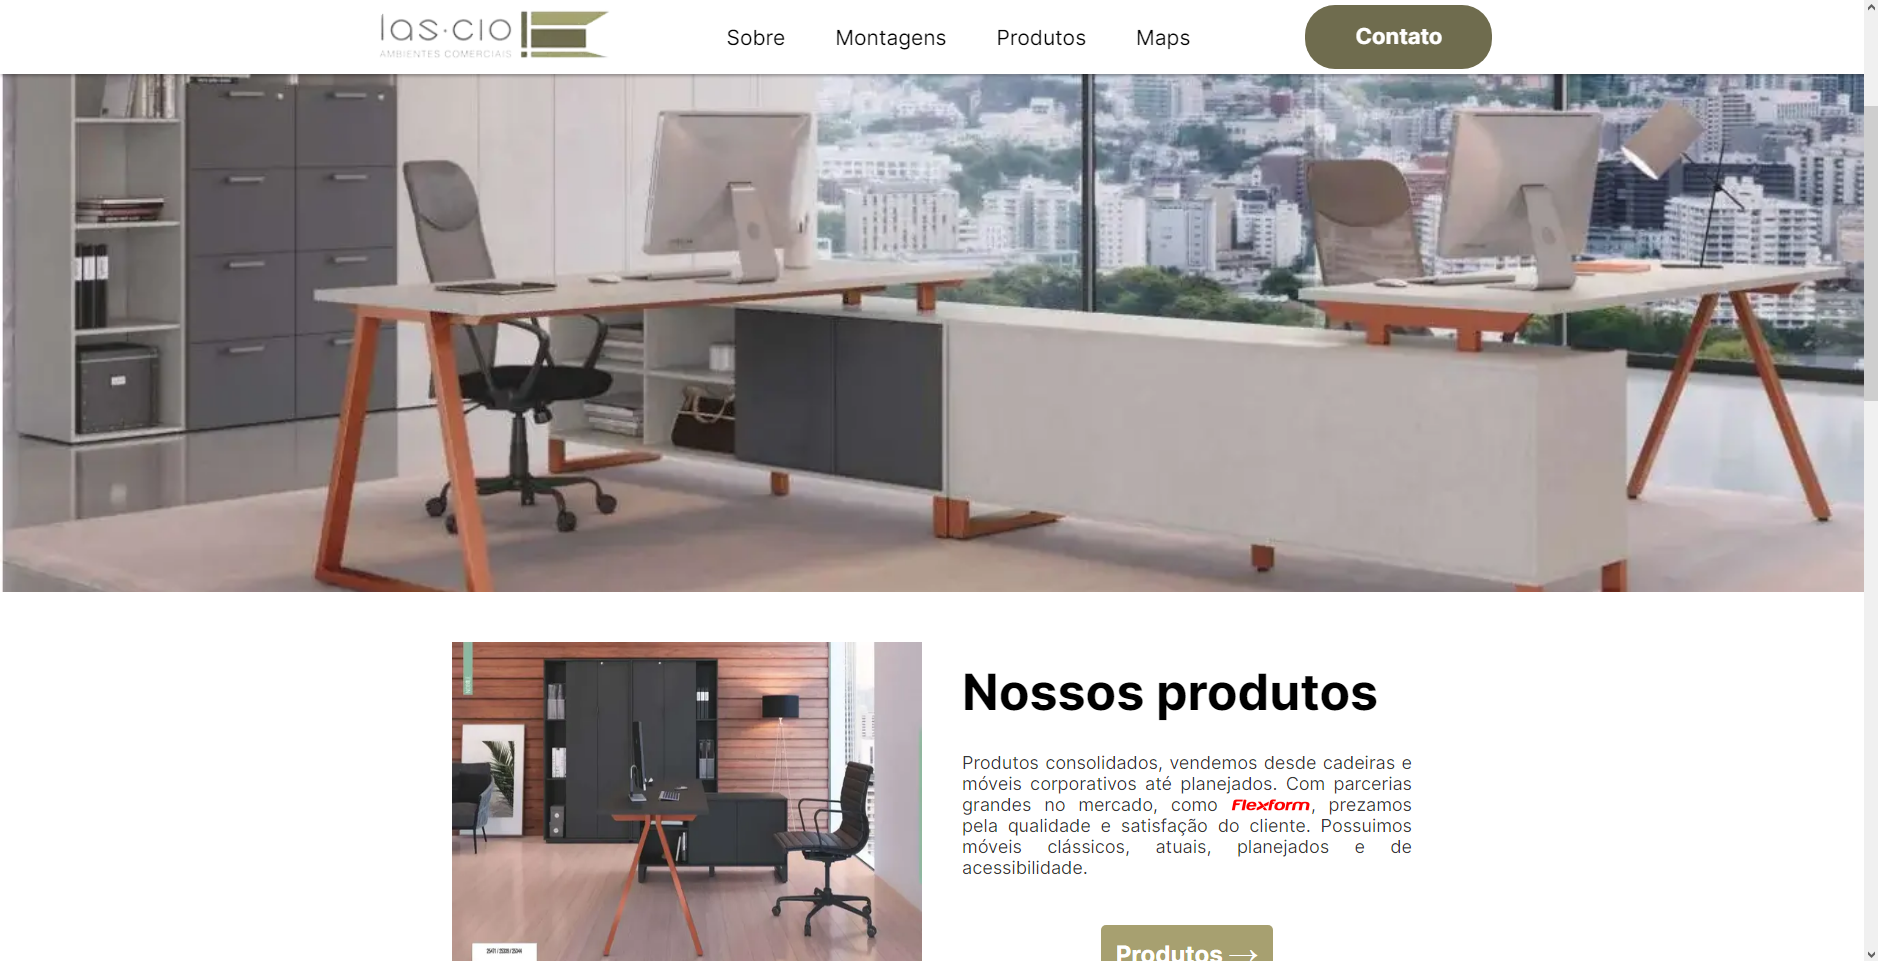 las·cio
AMBIENTES COMERCIAIS
Sobre
Montagens
Produtos
Maps
Contato
Nossos produtos
Produtos consolidados, vendemos desde cadeiras e
móveis corporativos até planejados. Com parcerias
grandes no mercado, como Flexform, prezamos
pela qualidade e satisfação do cliente. Possuimos
móveis clássicos, atuais, planejados e de
acessibilidade.
Produtos →